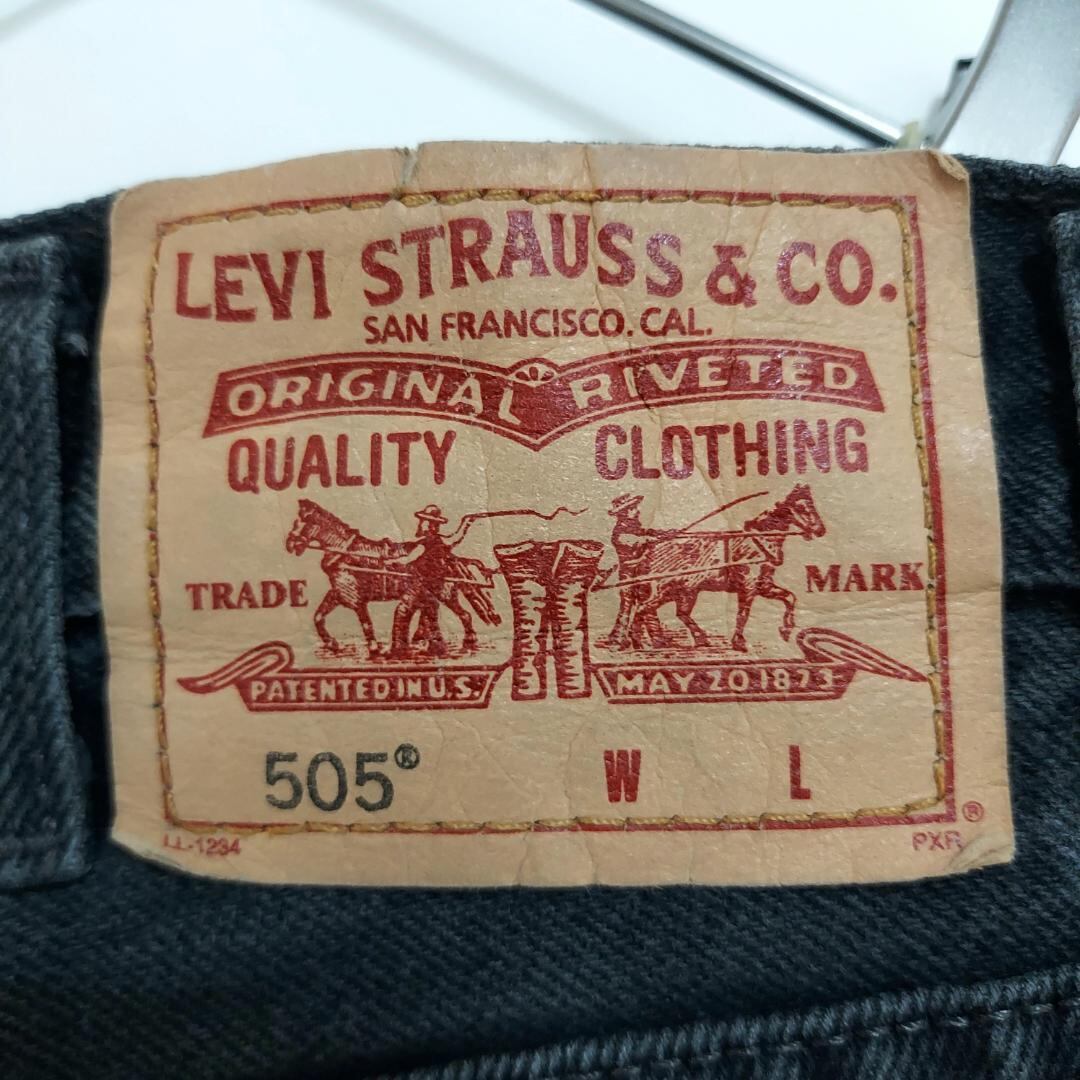 LEVI STRAUSS & CO.
SAN FRANCISCO. CAL.
ORIGINAL RIVETED
QUALITY CLOTHING
TRADE MARK
PATENTED IN U.S. MAY 20 1873
505® W L
®
LL-1234 PXR